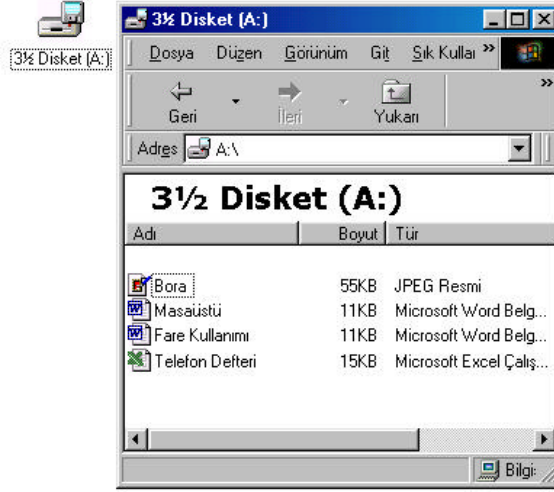 3½ Disket (A:)
3½ Disket (A:)
Dosya Düzen Görünüm Git Sık Kullaı »
Geri İleri Yukarı »
Adres A:\
3½ Disket (A:)
Adı Boyut Tür
Bora 55KB JPEG Resmi
Masaüstü 11KB Microsoft Word Belg...
Fare Kullanımı 11KB Microsoft Word Belg...
Telefon Defteri 15KB Microsoft Excel Çalış...
Bilgi: